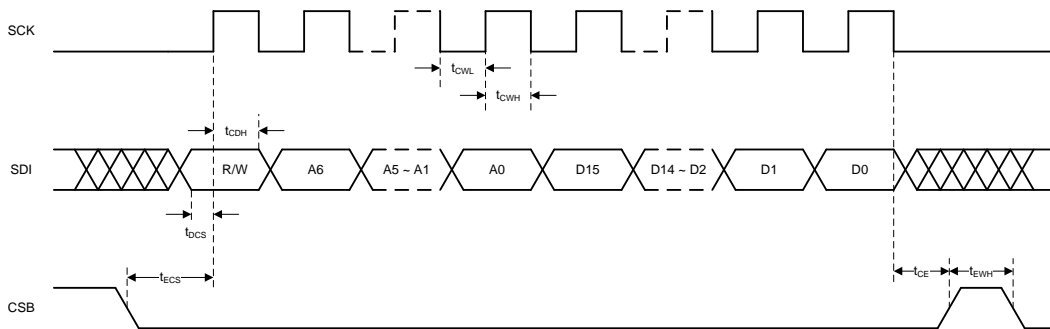 SCK
tCWL
tCWH
tCDH
SDI
R/W
A6
A5 ~ A1
A0
D15
D14 ~ D2
D1
D0
tDCS
tECS
tCE
tEWH
CSB